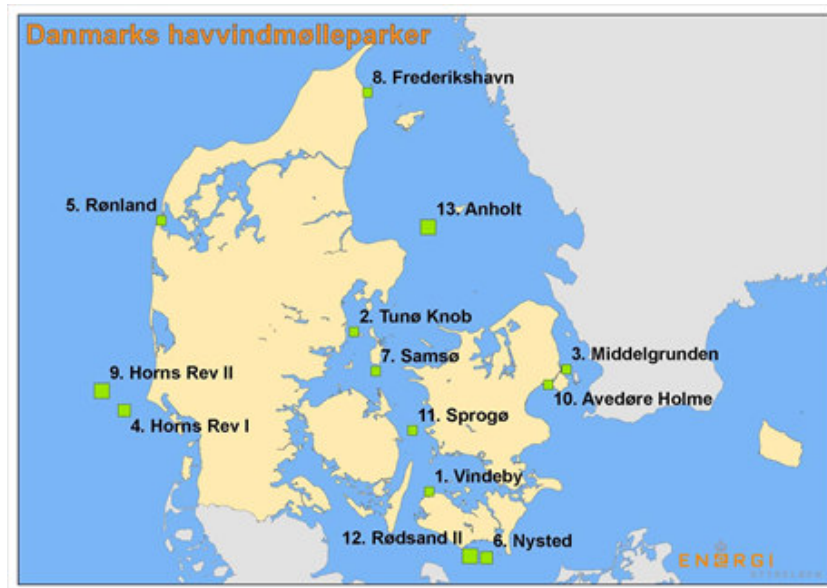 Danmarks havvindmølleparker
8. Frederikshavn
5. Rønland
13. Anholt
2. Tunø Knob
7. Samsø
3. Middelgrunden
9. Horns Rev II
10. Avedøre Holme
4. Horns Rev I
11. Sprogø
1. Vindeby
12. Rødsand II
6. Nysted
ENERGI
STYRELSEN